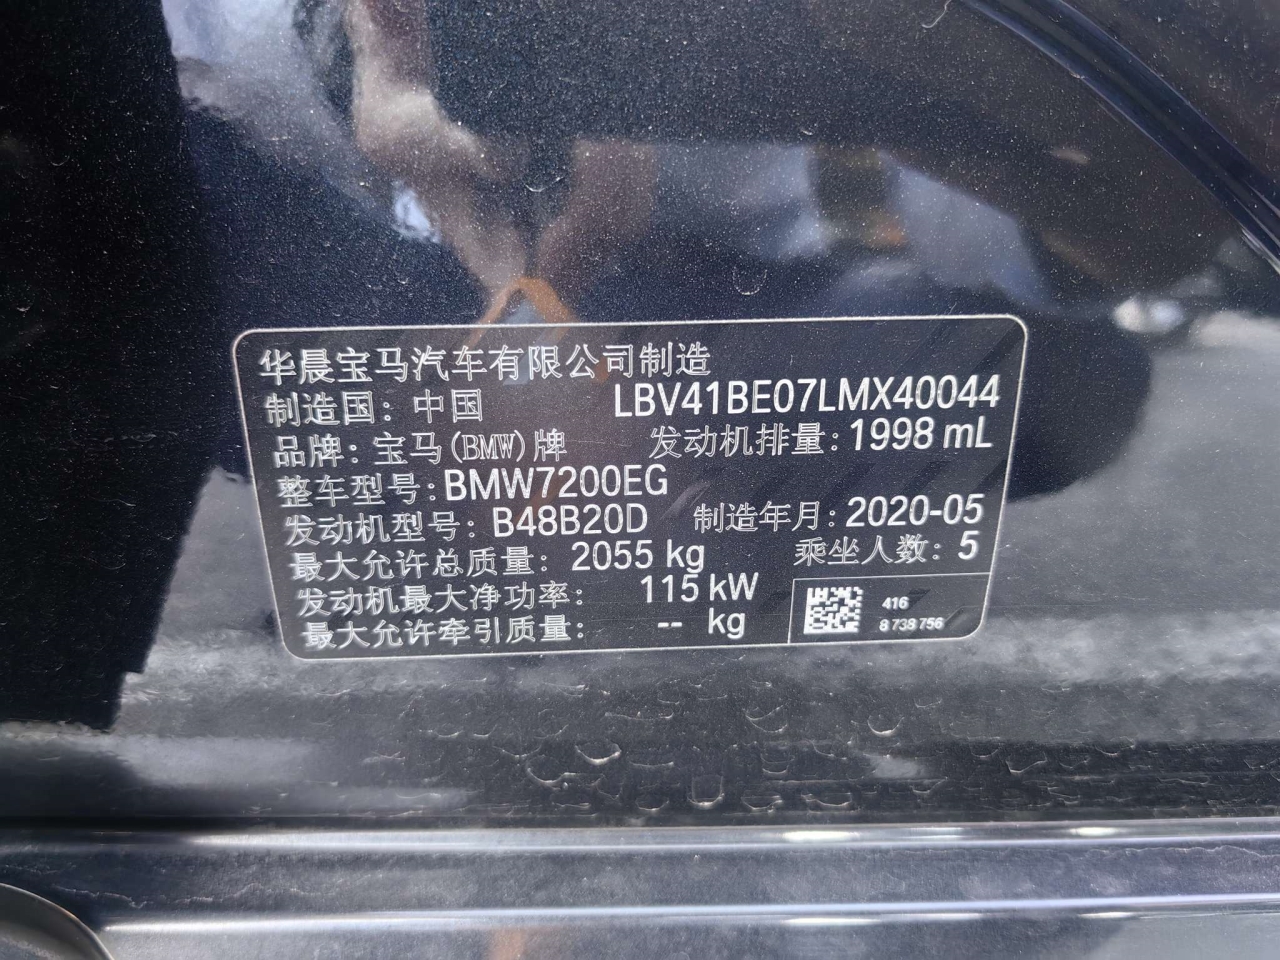 华晨宝马汽车有限公司制造
制造国：中国 LBV41BE07LMX40044
品牌：宝马(BMW)牌 发动机排量：1998 mL
整车型号：BMW7200EG
发动机型号：B48B20D 制造年月：2020-05
最大允许总质量：2055 kg 乘坐人数：5
发动机最大净功率：115 kW
最大允许牵引质量：-- kg
416
8 738 756